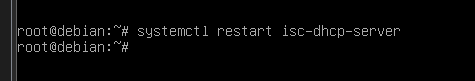 root@debian:~# systemctl restart isc-dhcp-server
root@debian:~#